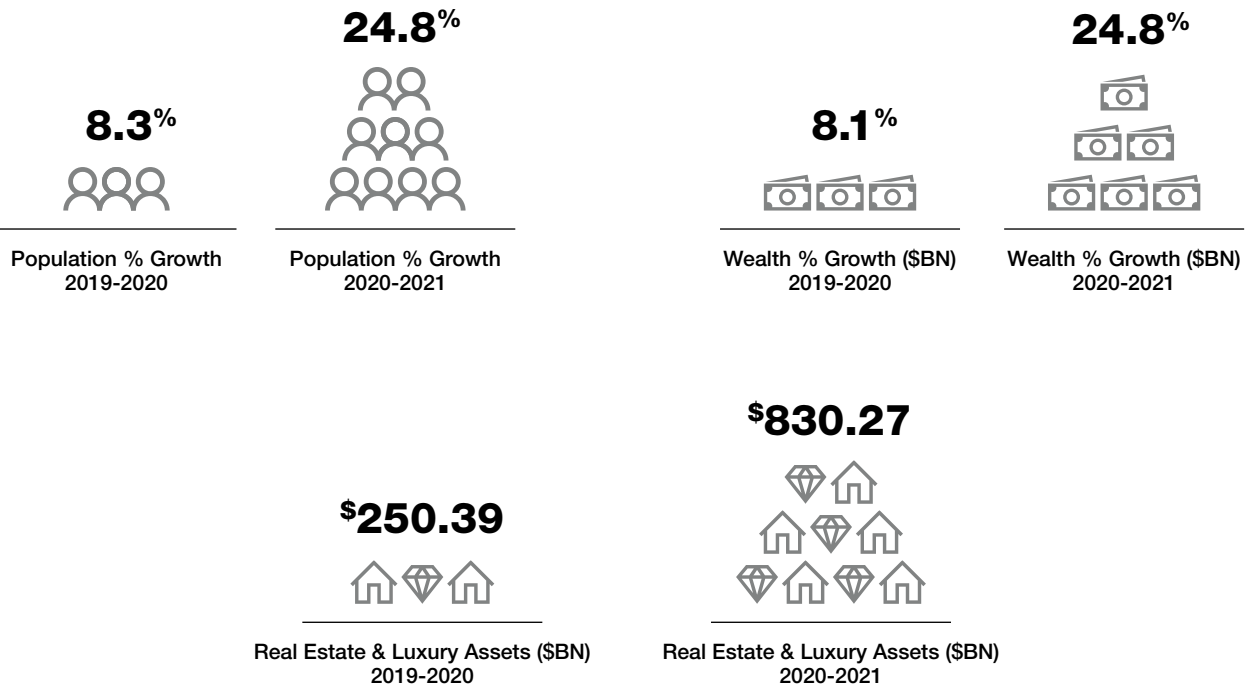 24.8%
24.8%
8.3%
8.1%
Population % Growth
2019-2020
Population % Growth
2020-2021
Wealth % Growth ($BN)
2019-2020
Wealth % Growth ($BN)
2020-2021
$830.27
$250.39
Real Estate & Luxury Assets ($BN)
2019-2020
Real Estate & Luxury Assets ($BN)
2020-2021